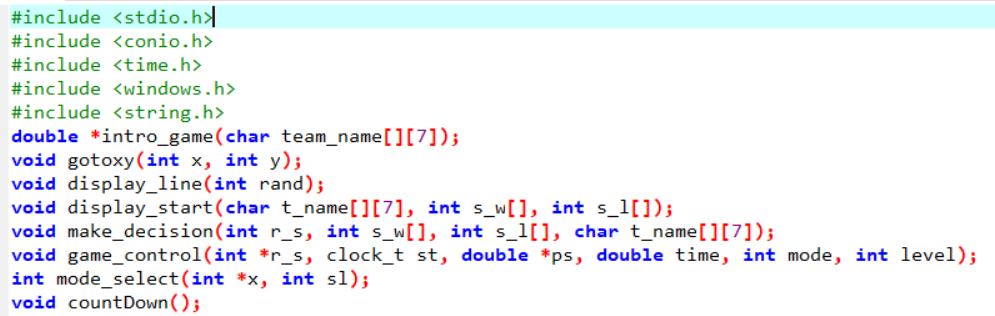 #include <stdio.h>
#include <conio.h>
#include <time.h>
#include <windows.h>
#include <string.h>
double *intro_game(char team_name[][7]);
void gotoxy(int x, int y);
void display_line(int rand);
void display_start(char t_name[][7], int s_w[], int s_l[]);
void make_decision(int r_s, int s_w[], int s_l[], char t_name[][7]);
void game_control(int *r_s, clock_t st, double *ps, double time, int mode, int level);
int mode_select(int *x, int sl);
void countDown();